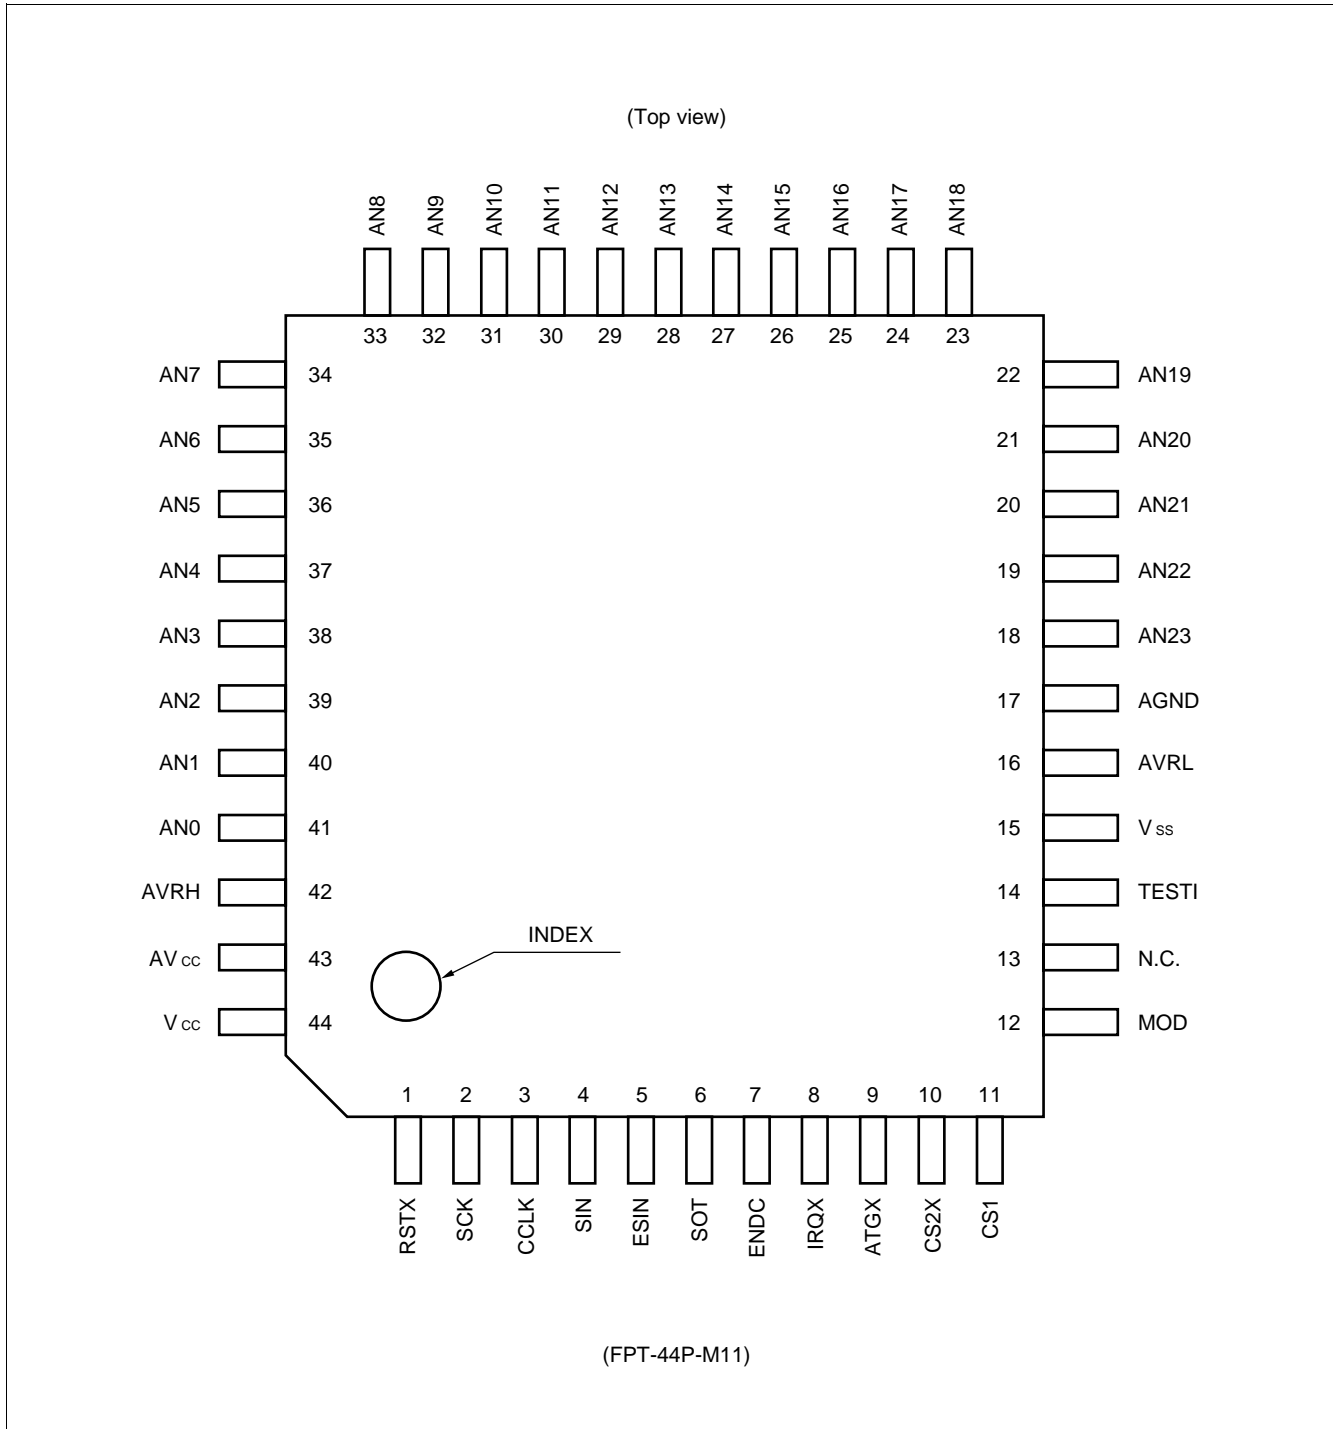 (Top view)
AN8 AN9 AN10 AN11 AN12 AN13 AN14 AN15 AN16 AN17 AN18
33 32 31 30 29 28 27 26 25 24 23
AN7 34 22 AN19
AN6 35 21 AN20
AN5 36 20 AN21
AN4 37 19 AN22
AN3 38 18 AN23
AN2 39 17 AGND
AN1 40 16 AVRL
AN0 41 15 Vss
AVRH 42 14 TESTI
INDEX
AVcc 43 13 N.C.
Vcc 44 12 MOD
1 2 3 4 5 6 7 8 9 10 11
RSTX SCK CCLK SIN ESIN SOT ENDC IRQX ATGX CS2X CS1
(FPT-44P-M11)